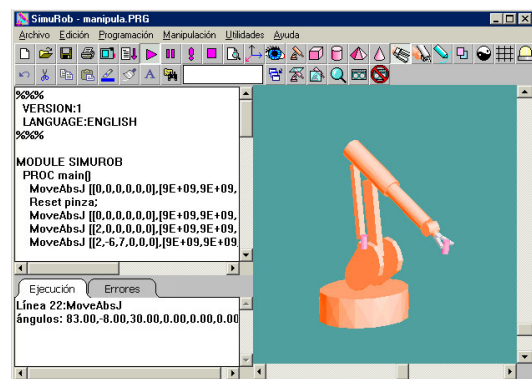 SimuRob - manipula.PRG
Archivo Edición Programación Manipulación Utilidades Ayuda
%%%
VERSION:1
LANGUAGE:ENGLISH
%%%
MODULE SIMUROB
PROC main()
MoveAbsJ [[0,0,0,0,0,0],[9E+09,9E+09,
Reset pinza;
MoveAbsJ [[0,0,0,0,0,0],[9E+09,9E+09,
MoveAbsJ [[2,0,0,0,0,0],[9E+09,9E+09,
MoveAbsJ [[2,-6,7,0,0,0],[9E+09,9E+09
Ejecución Errores
Línea 22:MoveAbsJ
ángulos: 83.00,-8.00,30.00,0.00,0.00,0.00